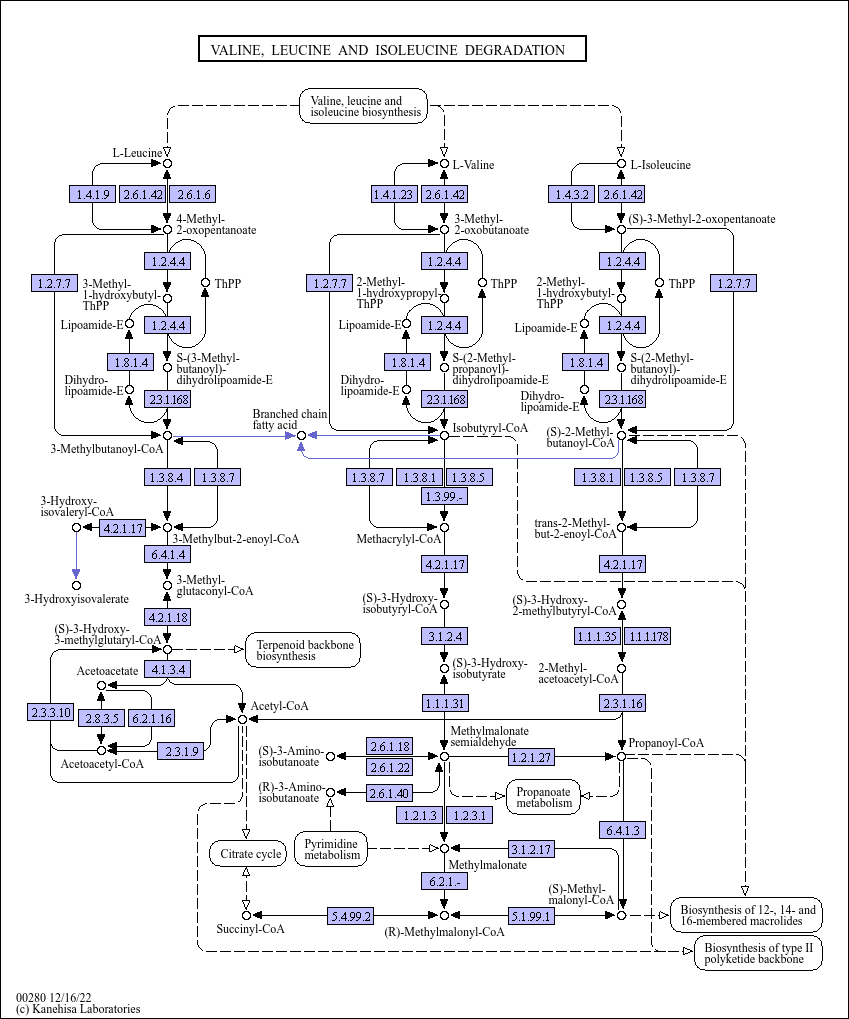 VALINE, LEUCINE AND ISOLEUCINE DEGRADATION
Valine, leucine and
isoleucine biosynthesis
L-Leucine
L-Valine
L-Isoleucine
1.4.1.9
2.6.1.42
2.6.1.6
1.4.1.23
2.6.1.42
1.4.3.2
2.6.1.42
4-Methyl-
2-oxopentanoate
3-Methyl-
2-oxobutanoate
(S)-3-Methyl-2-oxopentanoate
1.2.4.4
1.2.4.4
1.2.4.4
1.2.7.7
3-Methyl-
1-hydroxybutyl-
ThPP
ThPP
1.2.7.7
2-Methyl-
1-hydroxypropyl-
ThPP
ThPP
2-Methyl-
1-hydroxybutyl-
ThPP
ThPP
1.2.7.7
Lipoamide-E
1.2.4.4
Lipoamide-E
1.2.4.4
Lipoamide-E
1.2.4.4
1.8.1.4
S-(3-Methyl-
butanoyl)-
dihydrolipoamide-E
1.8.1.4
S-(2-Methyl-
propanoyl)-
dihydrolipoamide-E
1.8.1.4
S-(2-Methyl-
butanoyl)-
dihydrolipoamide-E
Dihydro-
lipoamide-E
2.3.1.168
Dihydro-
lipoamide-E
2.3.1.168
Dihydro-
lipoamide-E
2.3.1.168
Branched chain
fatty acid
3-Methylbutanoyl-CoA
Isobutyryl-CoA
(S)-2-Methyl-
butanoyl-CoA
1.3.8.4
1.3.8.7
1.3.8.7
1.3.8.1
1.3.8.5
1.3.99.-
1.3.8.1
1.3.8.5
1.3.8.7
3-Hydroxy-
isovaleryl-CoA
4.2.1.17
3-Methylbut-2-enoyl-CoA
Methacrylyl-CoA
trans-2-Methyl-
but-2-enoyl-CoA
6.4.1.4
4.2.1.17
4.2.1.17
3-Hydroxyisovalerate
3-Methyl-
glutaconyl-CoA
(S)-3-Hydroxy-
isobutyryl-CoA
(S)-3-Hydroxy-
2-methylbutyryl-CoA
4.2.1.18
(S)-3-Hydroxy-
3-methylglutaryl-CoA
3.1.2.4
1.1.1.35
1.1.1.178
Terpenoid backbone
biosynthesis
4.1.3.4
Acetoacetate
(S)-3-Hydroxy-
isobutyrate
2-Methyl-
acetoacetyl-CoA
2.3.3.10
2.8.3.5
6.2.1.16
Acetyl-CoA
1.1.1.31
2.3.1.16
2.3.1.9
Acetoacetyl-CoA
Methylmalonate
semialdehyde
Propanoyl-CoA
(S)-3-Amino-
isobutanoate
2.6.1.18
2.6.1.22
1.2.1.27
(R)-3-Amino-
isobutanoate
2.6.1.40
Propanoate
metabolism
1.2.1.3
1.2.3.1
6.4.1.3
Citrate cycle
Pyrimidine
metabolism
3.1.2.17
Methylmalonate
6.2.1.-
(S)-Methyl-
malonyl-CoA
5.4.99.2
5.1.99.1
Succinyl-CoA
(R)-Methylmalonyl-CoA
Biosynthesis of 12-, 14- and
16-membered macrolides
Biosynthesis of type II
polyketide backbone
00280 12/16/22
(c) Kanehisa Laboratories